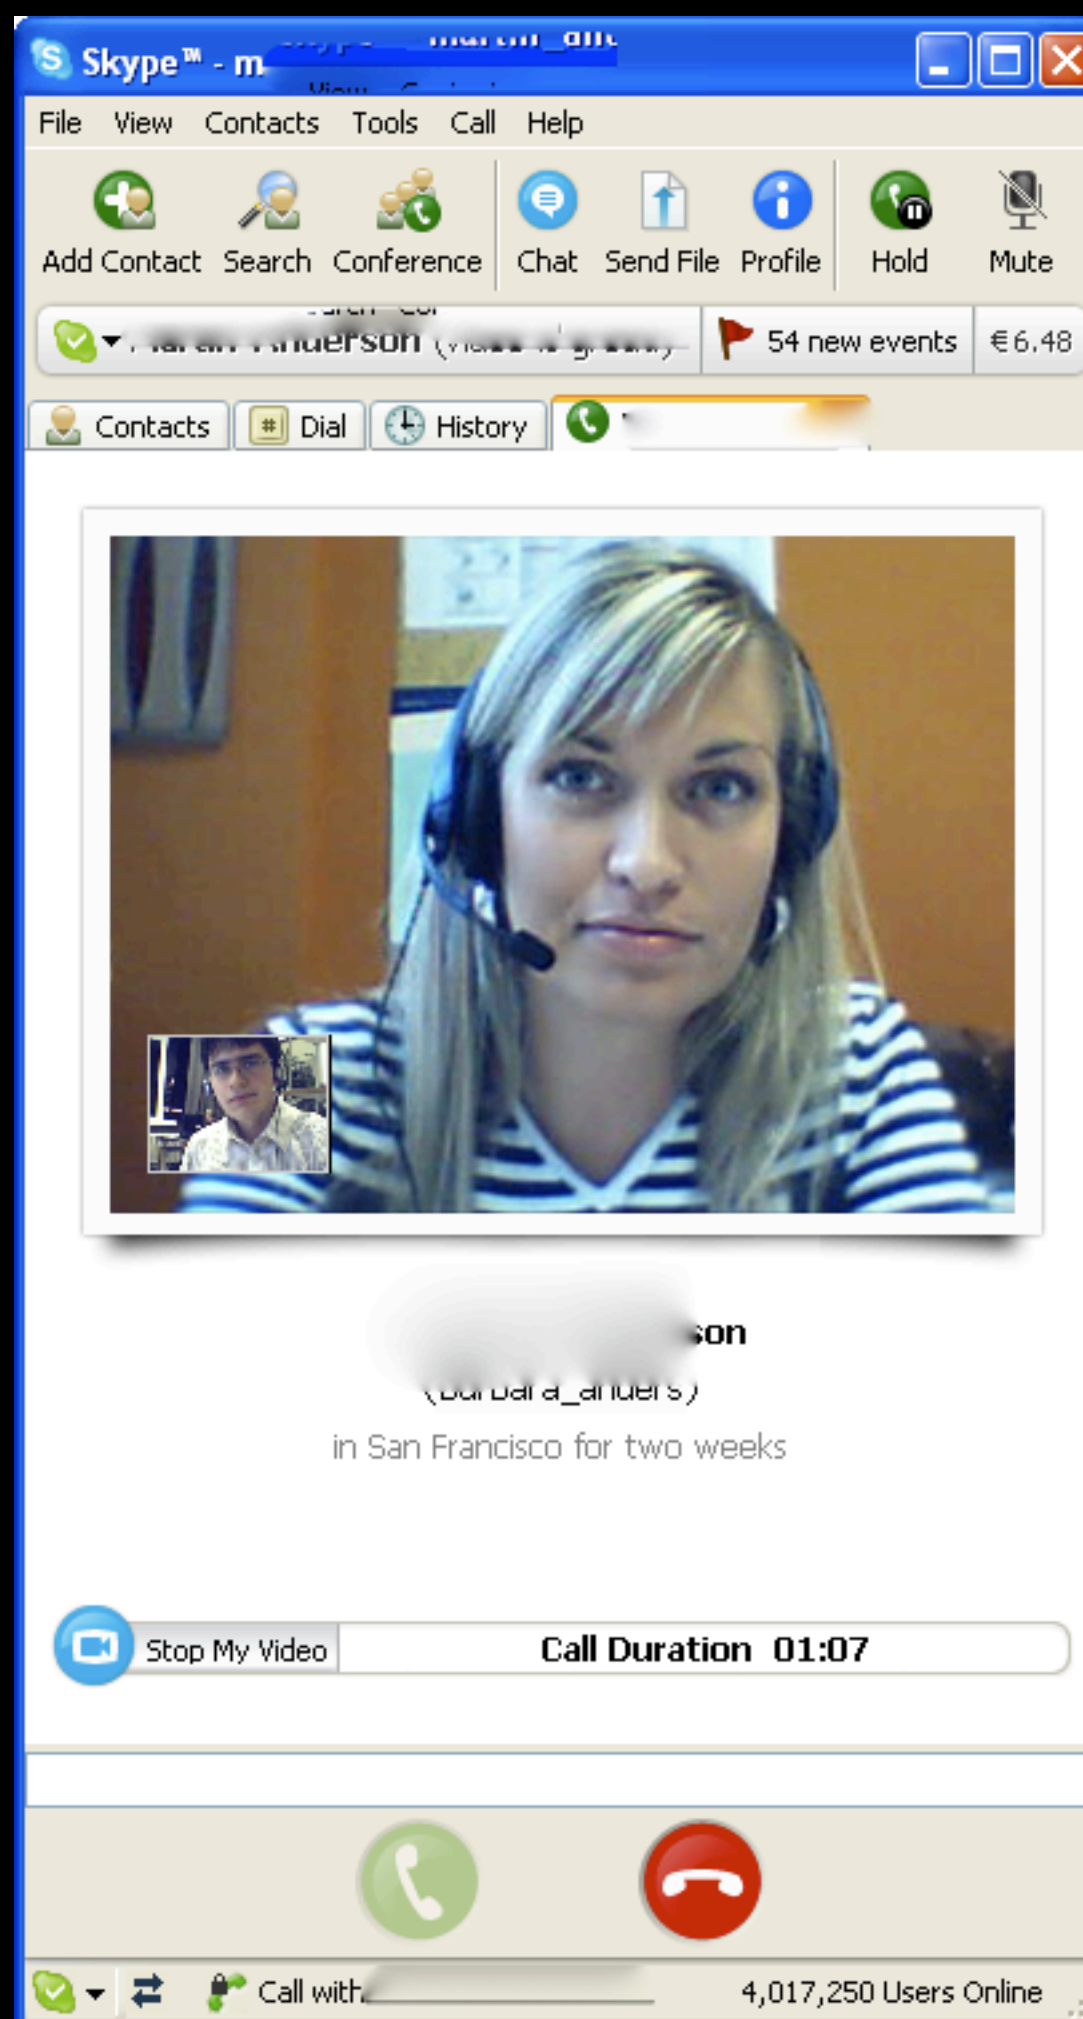 Skype™ - m
File View Contacts Tools Call Help
Add Contact Search Conference Chat Send File Profile Hold Mute
54 new events €6.48
Contacts # Dial History
son
in San Francisco for two weeks
Stop My Video Call Duration 01:07
Call with
4,017,250 Users Online